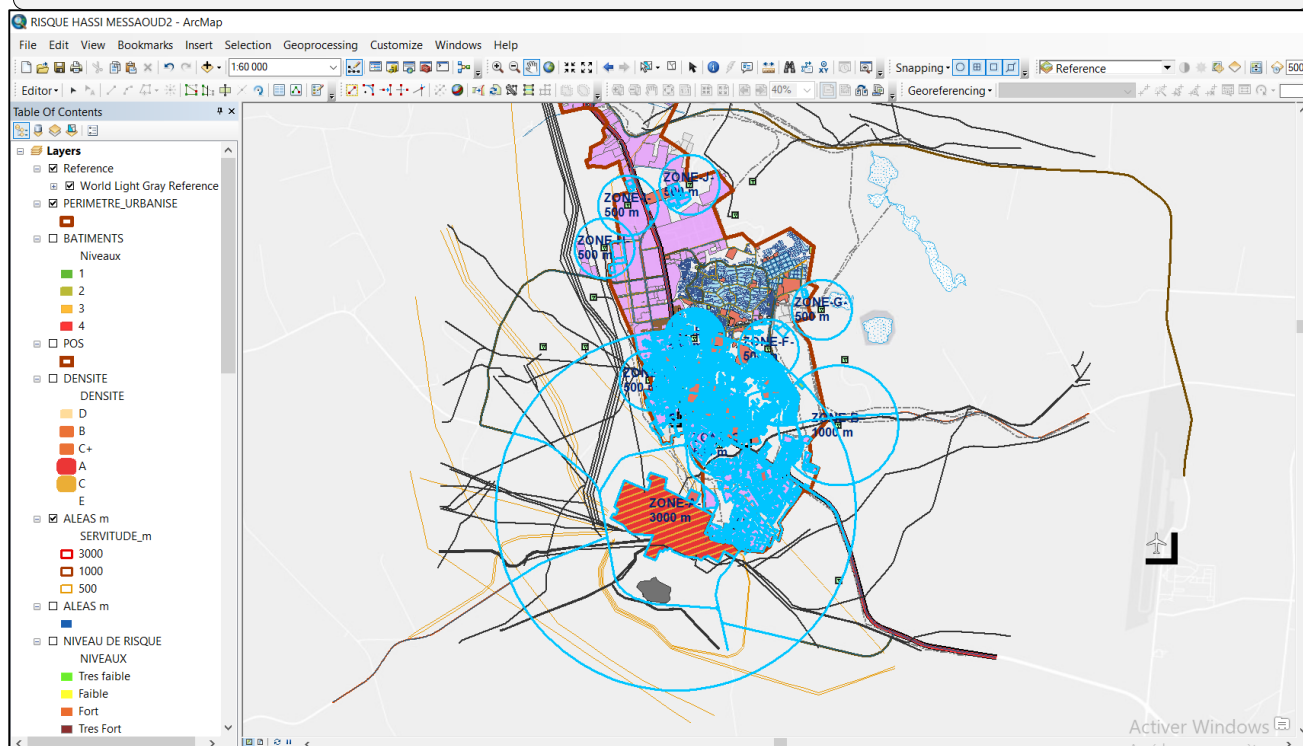 RISQUE HASSI MESSAOUD2 - ArcMap
File Edit View Bookmarks Insert Selection Geoprocessing Customize Windows Help
1:60 000
Snapping
Reference
500
Editor
40%
Georeferencing
Table Of Contents
Layers
Reference
World Light Gray Reference
PERIMETRE_URBANISE
BATIMENTS
Niveaux
1
2
3
4
POS
DENSITE
DENSITE
D
B
C+
A
C
E
ALEAS m
SERVITUDE_m
3000
1000
500
ALEAS m
NIVEAU DE RISQUE
NIVEAUX
Tres faible
Faible
Fort
Tres Fort
ZONE-J-
500 m
ZONE
500 m
ZONE
500 m
ZONE-G-
500 m
ZONE-F-
500 m
1000 m
ZONE
3000 m
Activer Windows